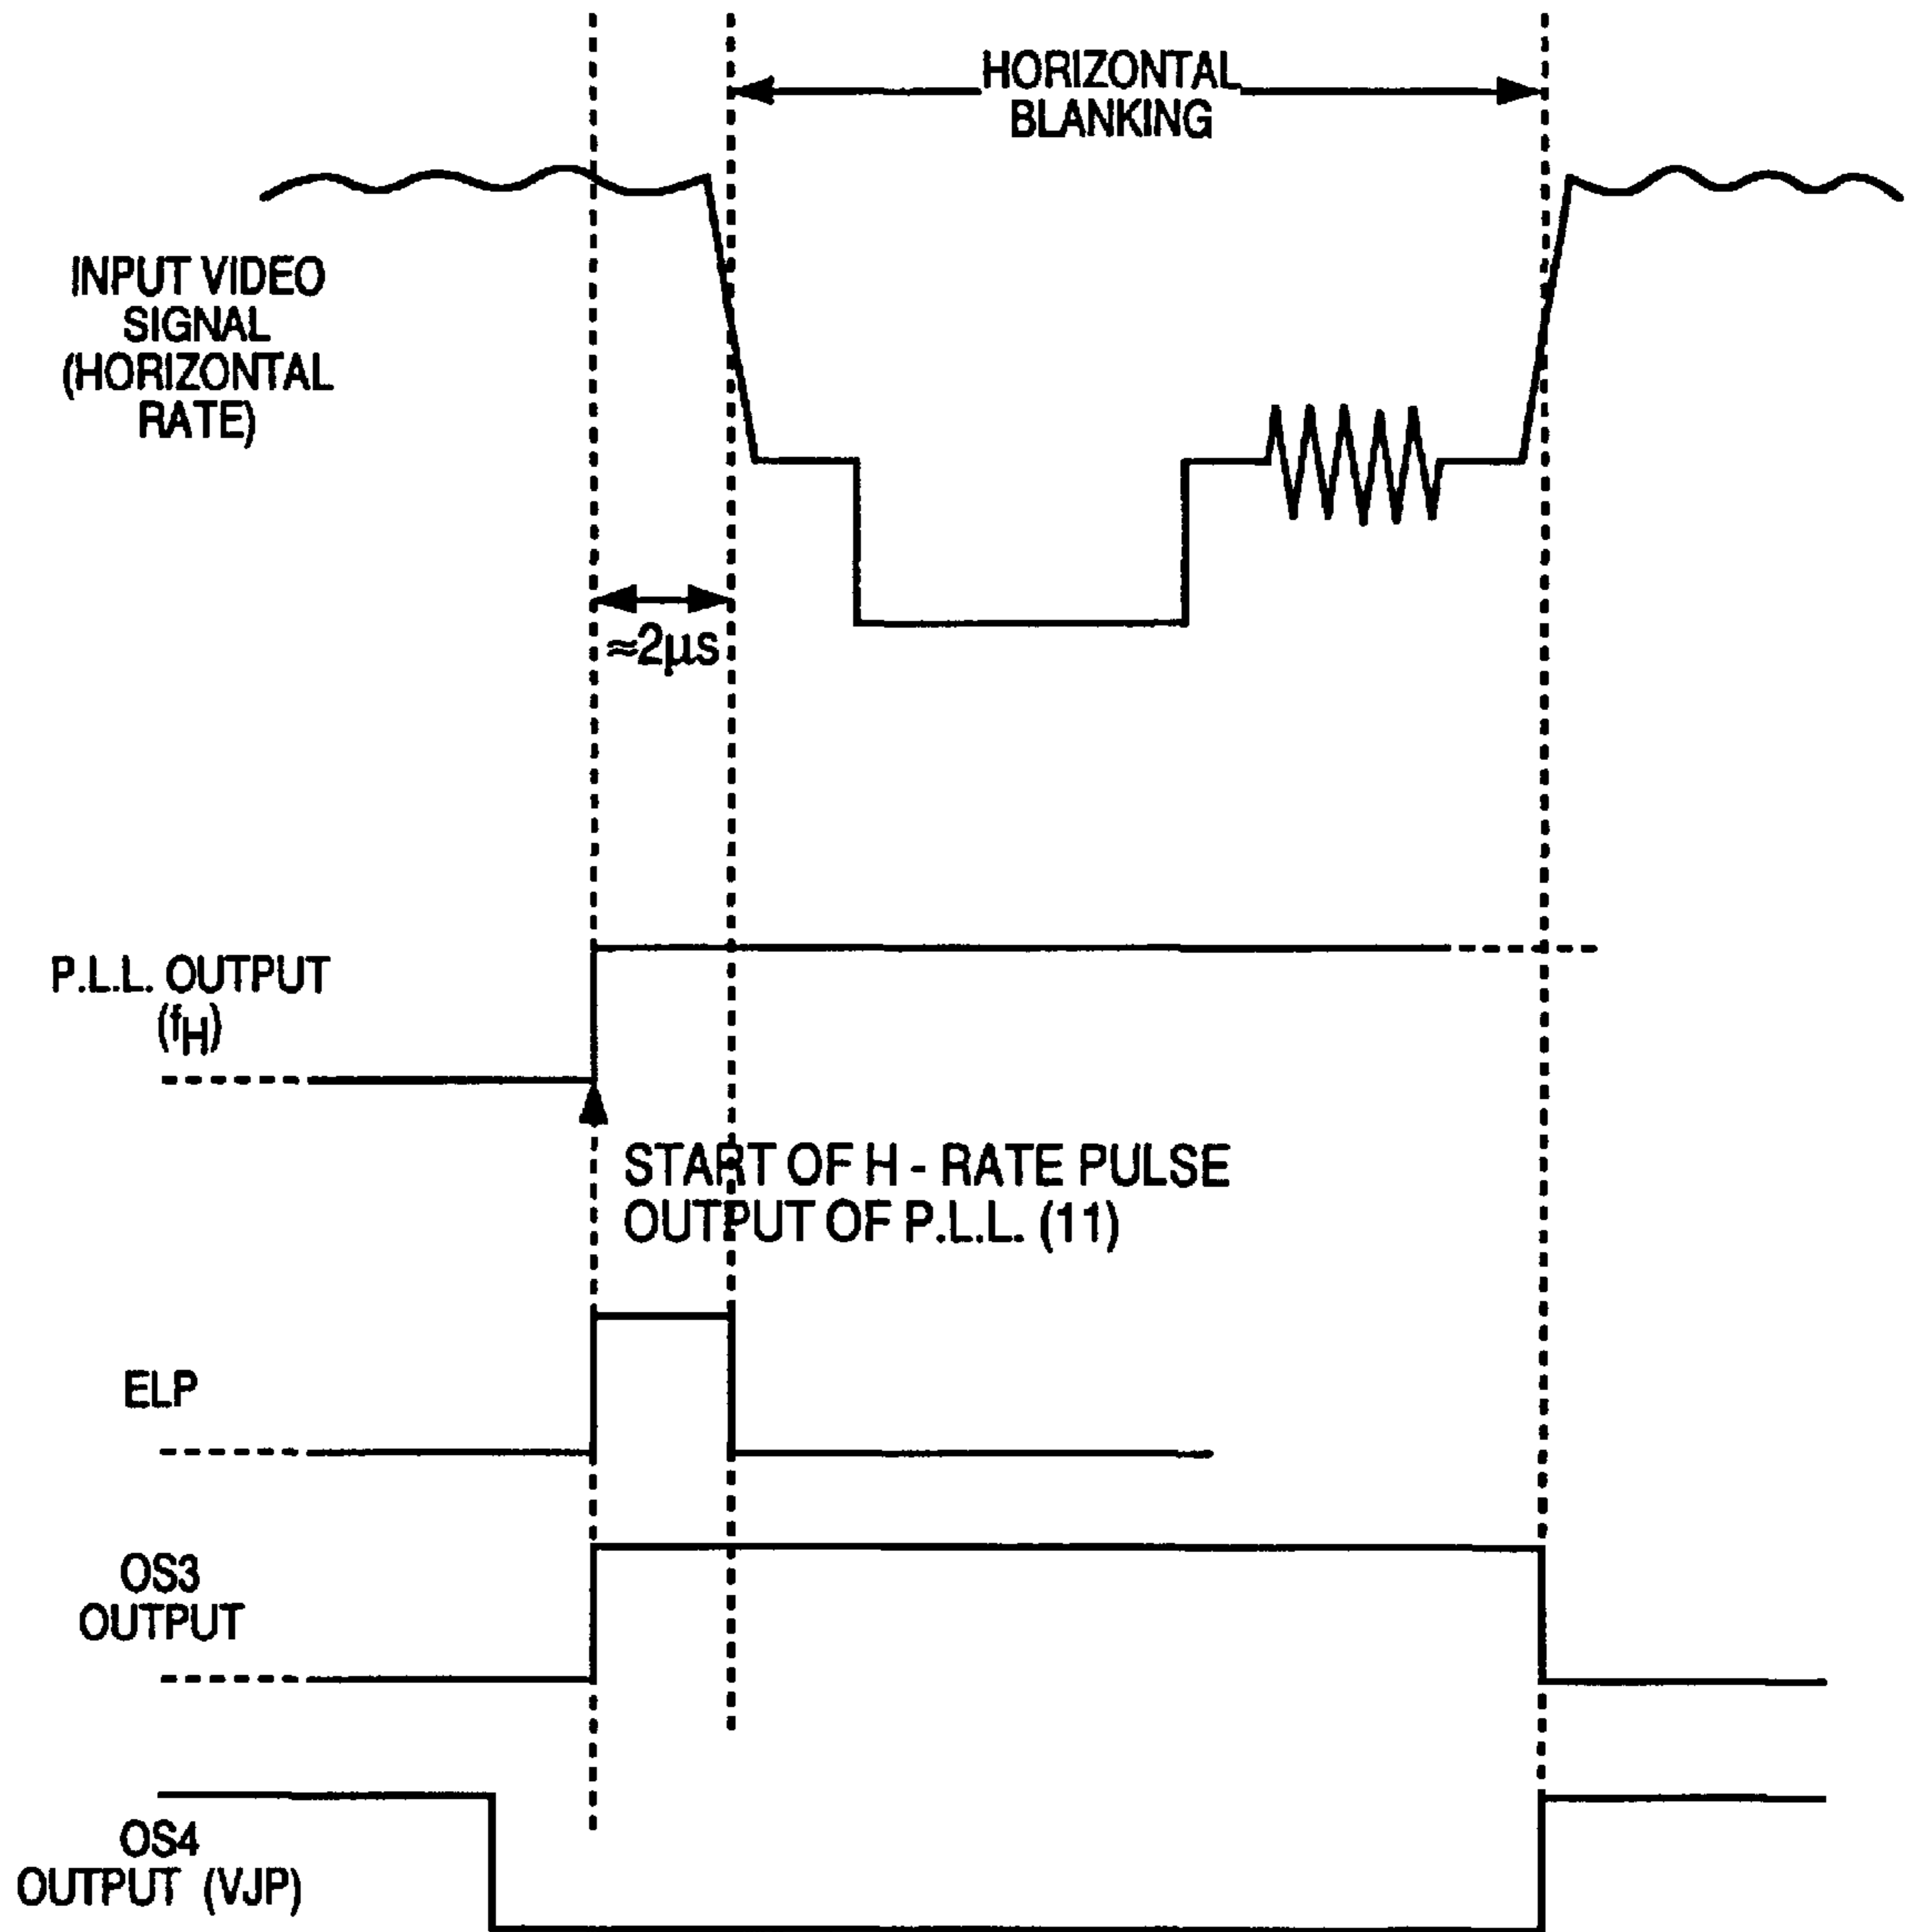 HORIZONTAL
BLANKING
INPUT VIDEO
SIGNAL
(HORIZONTAL
RATE)
≈2μs
P.L.L. OUTPUT
(fH)
START OF H - RATE PULSE
OUTPUT OF P.L.L. (11)
ELP
OS3
OUTPUT
OS4
OUTPUT (VJP)